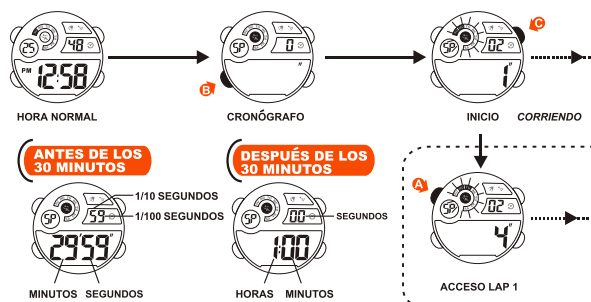 25
48
PM 12:58
HORA NORMAL
SP
0
"
B
CRONÓGRAFO
C
SP
02
1"
INICIO
CORRIENDO
ANTES DE LOS
30 MINUTOS
1/10 SEGUNDOS
SP
59
1/100 SEGUNDOS
29'59"
MINUTOS
SEGUNDOS
DESPUÉS DE LOS
30 MINUTOS
SP
00
SEGUNDOS
1:00
HORAS
MINUTOS
A
SP
02
4"
ACCESO LAP 1